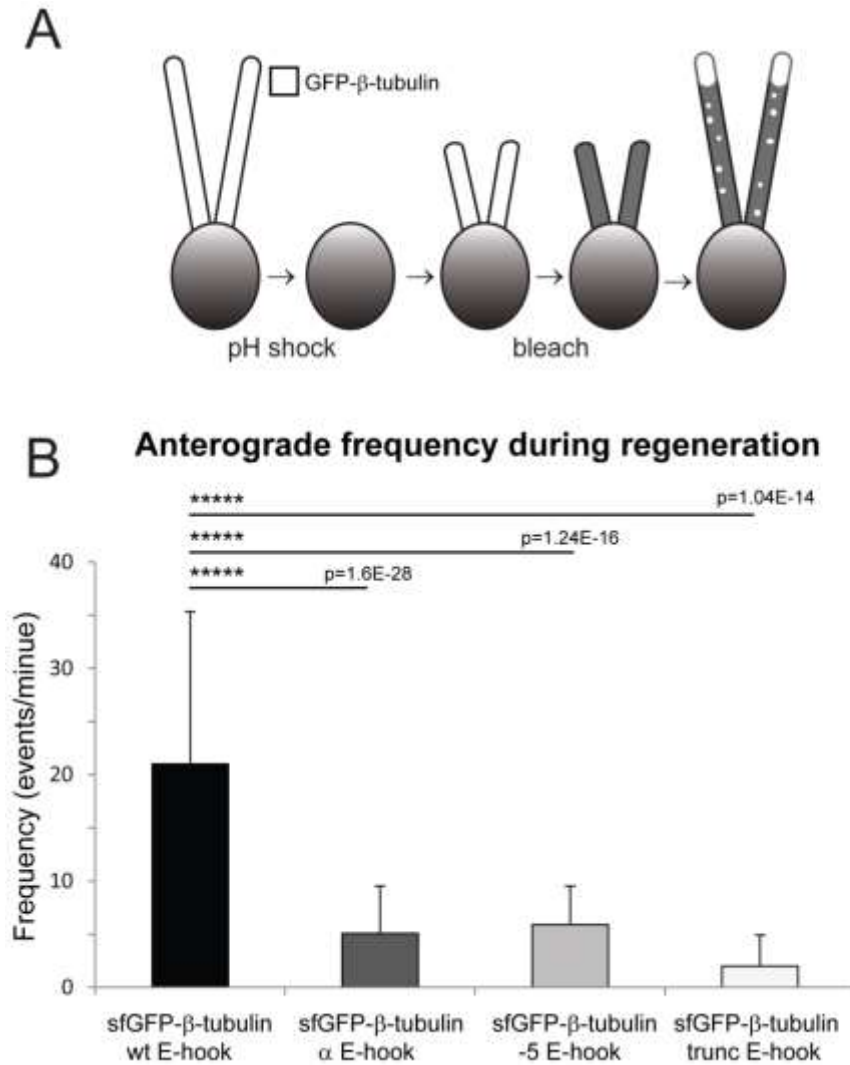 A
GFP-β-tubulin
pH shock
bleach
B
Anterograde frequency during regeneration
***** p=1.04E-14
***** p=1.24E-16
***** p=1.6E-28
Frequency (events/minue)
40
30
20
10
0
sfGFP-β-tubulin
wt E-hook
sfGFP-β-tubulin
α E-hook
sfGFP-β-tubulin
-5 E-hook
sfGFP-β-tubulin
trunc E-hook